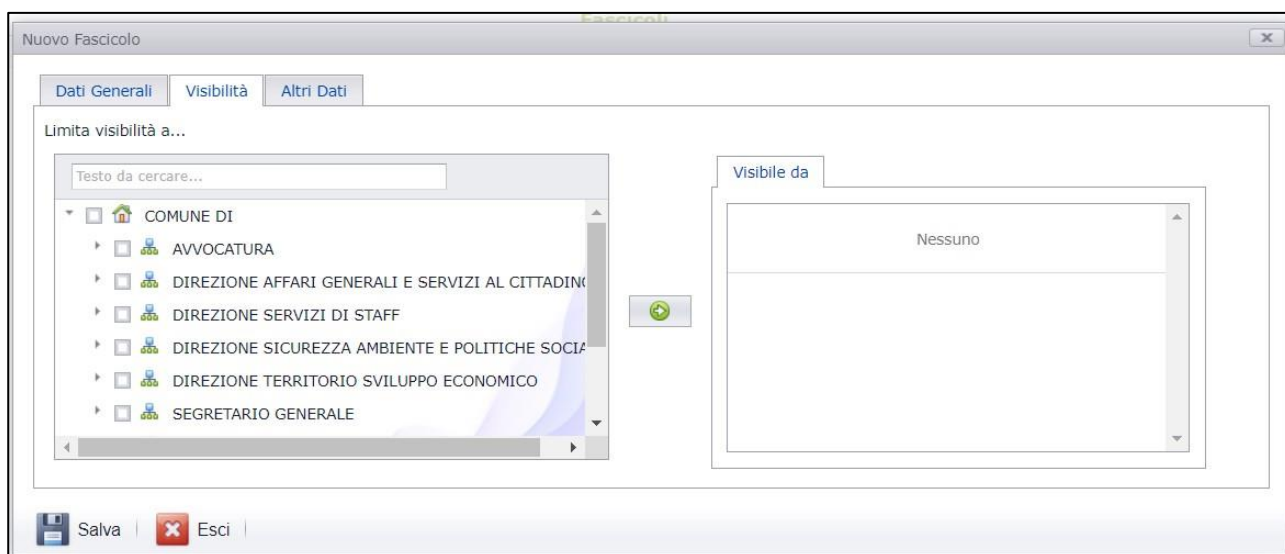 Fascicoli
Nuovo Fascicolo
Dati Generali
Visibilità
Altri Dati
Limita visibilità a...
Testo da cercare...
COMUNE DI
AVVOCATURA
DIREZIONE AFFARI GENERALI E SERVIZI AL CITTADINO
DIREZIONE SERVIZI DI STAFF
DIREZIONE SICUREZZA AMBIENTE E POLITICHE SOCIA
DIREZIONE TERRITORIO SVILUPPO ECONOMICO
SEGRETARIO GENERALE
Visibile da
Nessuno
Salva
Esci